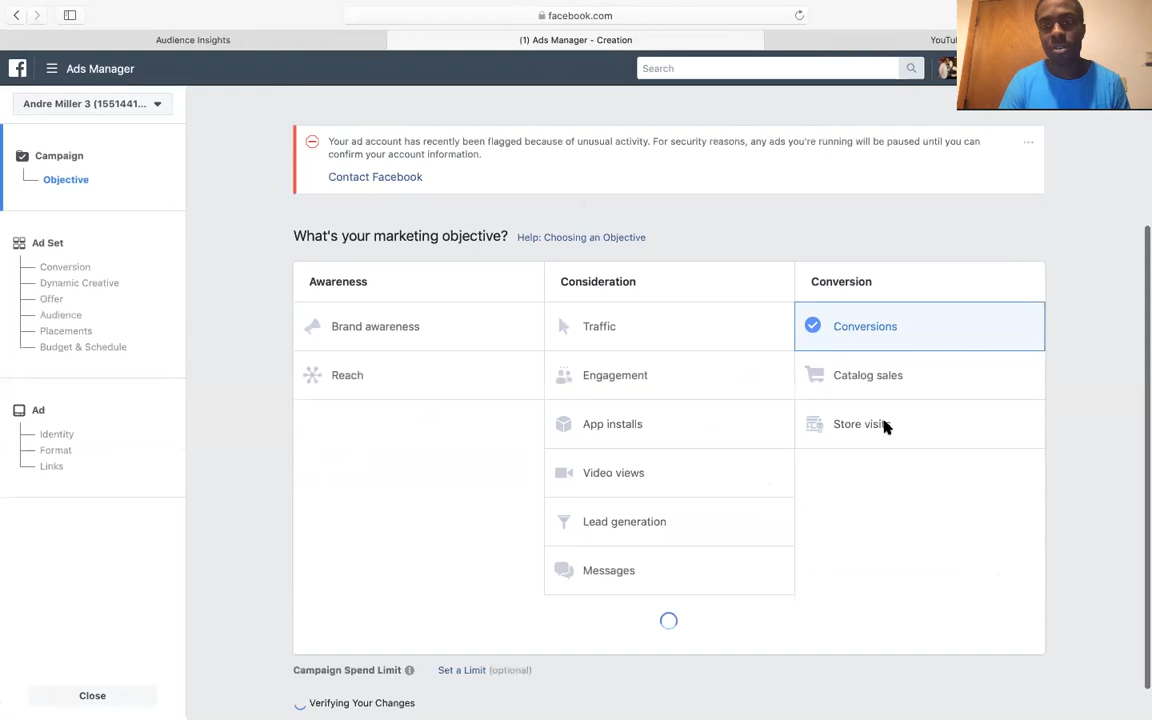 facebook.com
Audience Insights
(1) Ads Manager - Creation
Ads Manager
Search
Andre Miller 3 (1551441...
Campaign
Objective
Ad Set
Conversion
Dynamic Creative
Offer
Audience
Placements
Budget & Schedule
Ad
Identity
Format
Links
Close
Your ad account has recently been flagged because of unusual activity. For security reasons, any ads you're running will be paused until you can
confirm your account information.
Contact Facebook
What's your marketing objective? Help: Choosing an Objective
Awareness
Consideration
Conversion
Brand awareness
Traffic
Conversions
Reach
Engagement
Catalog sales
App installs
Store visits
Video views
Lead generation
Messages
Campaign Spend Limit Set a Limit (optional)
Verifying Your Changes